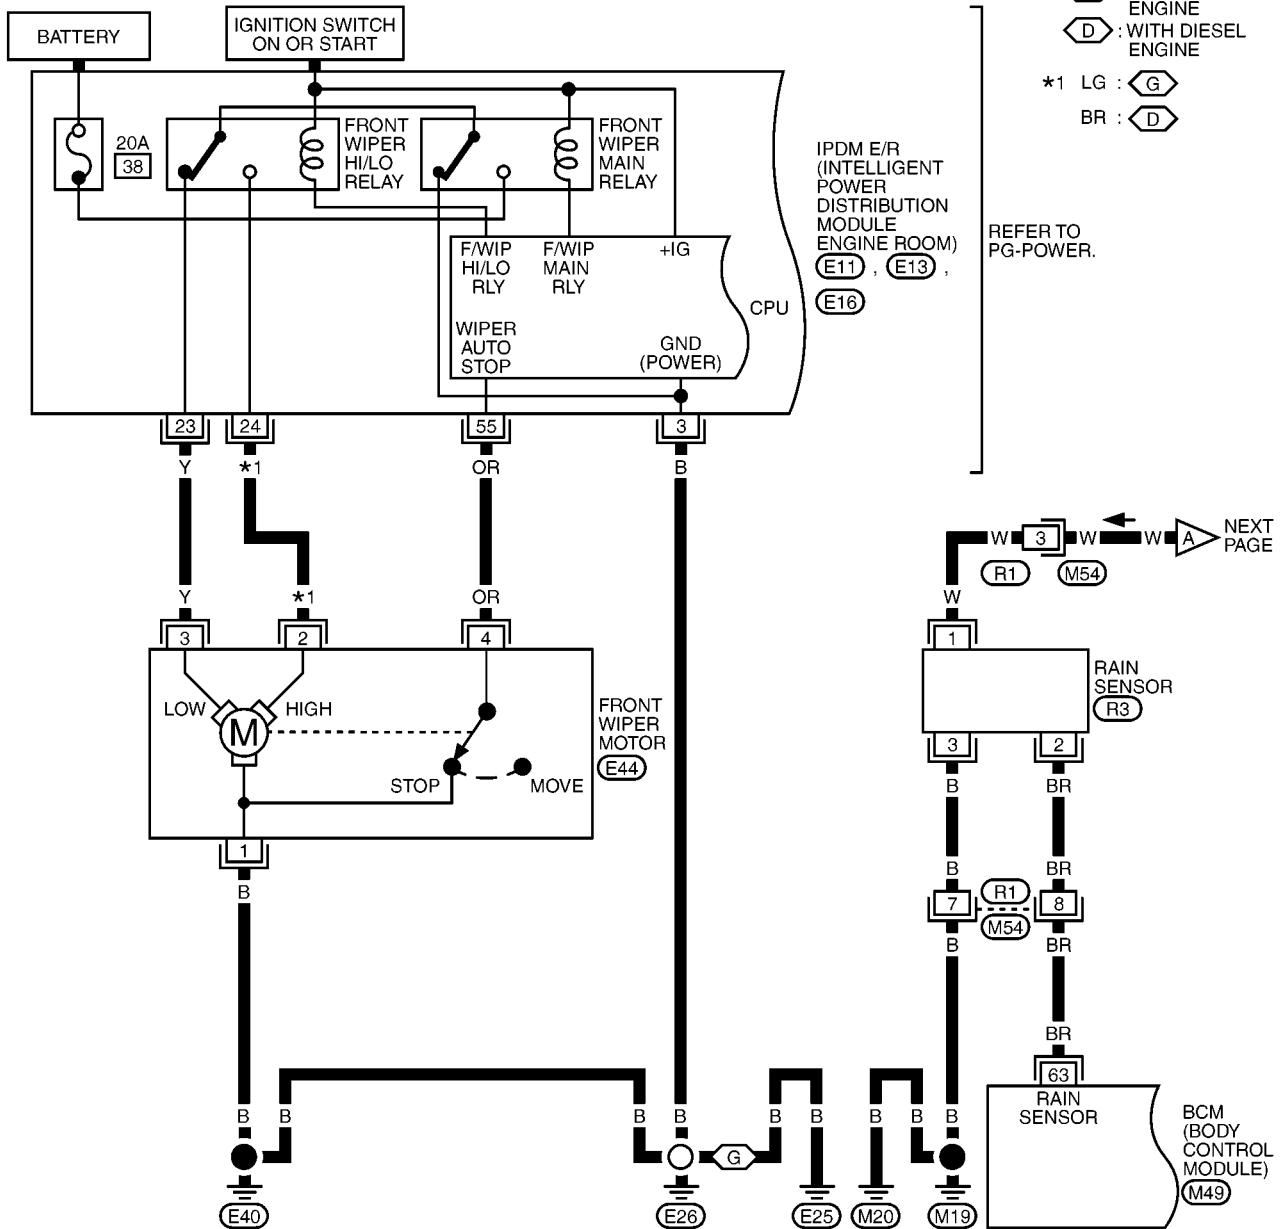 BATTERY
IGNITION SWITCH
ON OR START
ENGINE
D : WITH DIESEL
ENGINE
*1 LG : G
BR : D
20A
38
FRONT
WIPER
HI/LO
RELAY
FRONT
WIPER
MAIN
RELAY
IPDM E/R
(INTELLIGENT
POWER
DISTRIBUTION
MODULE
ENGINE ROOM)
E11 , E13 ,
E16
REFER TO
PG-POWER.
F/WIP
HI/LO
RLY
F/WIP
MAIN
RLY
+IG
CPU
WIPER
AUTO
STOP
GND
(POWER)
23 24 55 3
Y *1 OR B
Y *1 OR
3 2 4
LOW
M
HIGH
STOP
MOVE
FRONT
WIPER
MOTOR
E44
1
B
W 3 W W A
NEXT
PAGE
R1 M54
W
1
RAIN
SENSOR
R3
3 2
B BR
B BR
7 R1 8
M54
B BR
BR
63
RAIN
SENSOR
BCM
(BODY
CONTROL
MODULE)
M49
B B B B B B B B B
G
E40 E26 E25 M20 M19